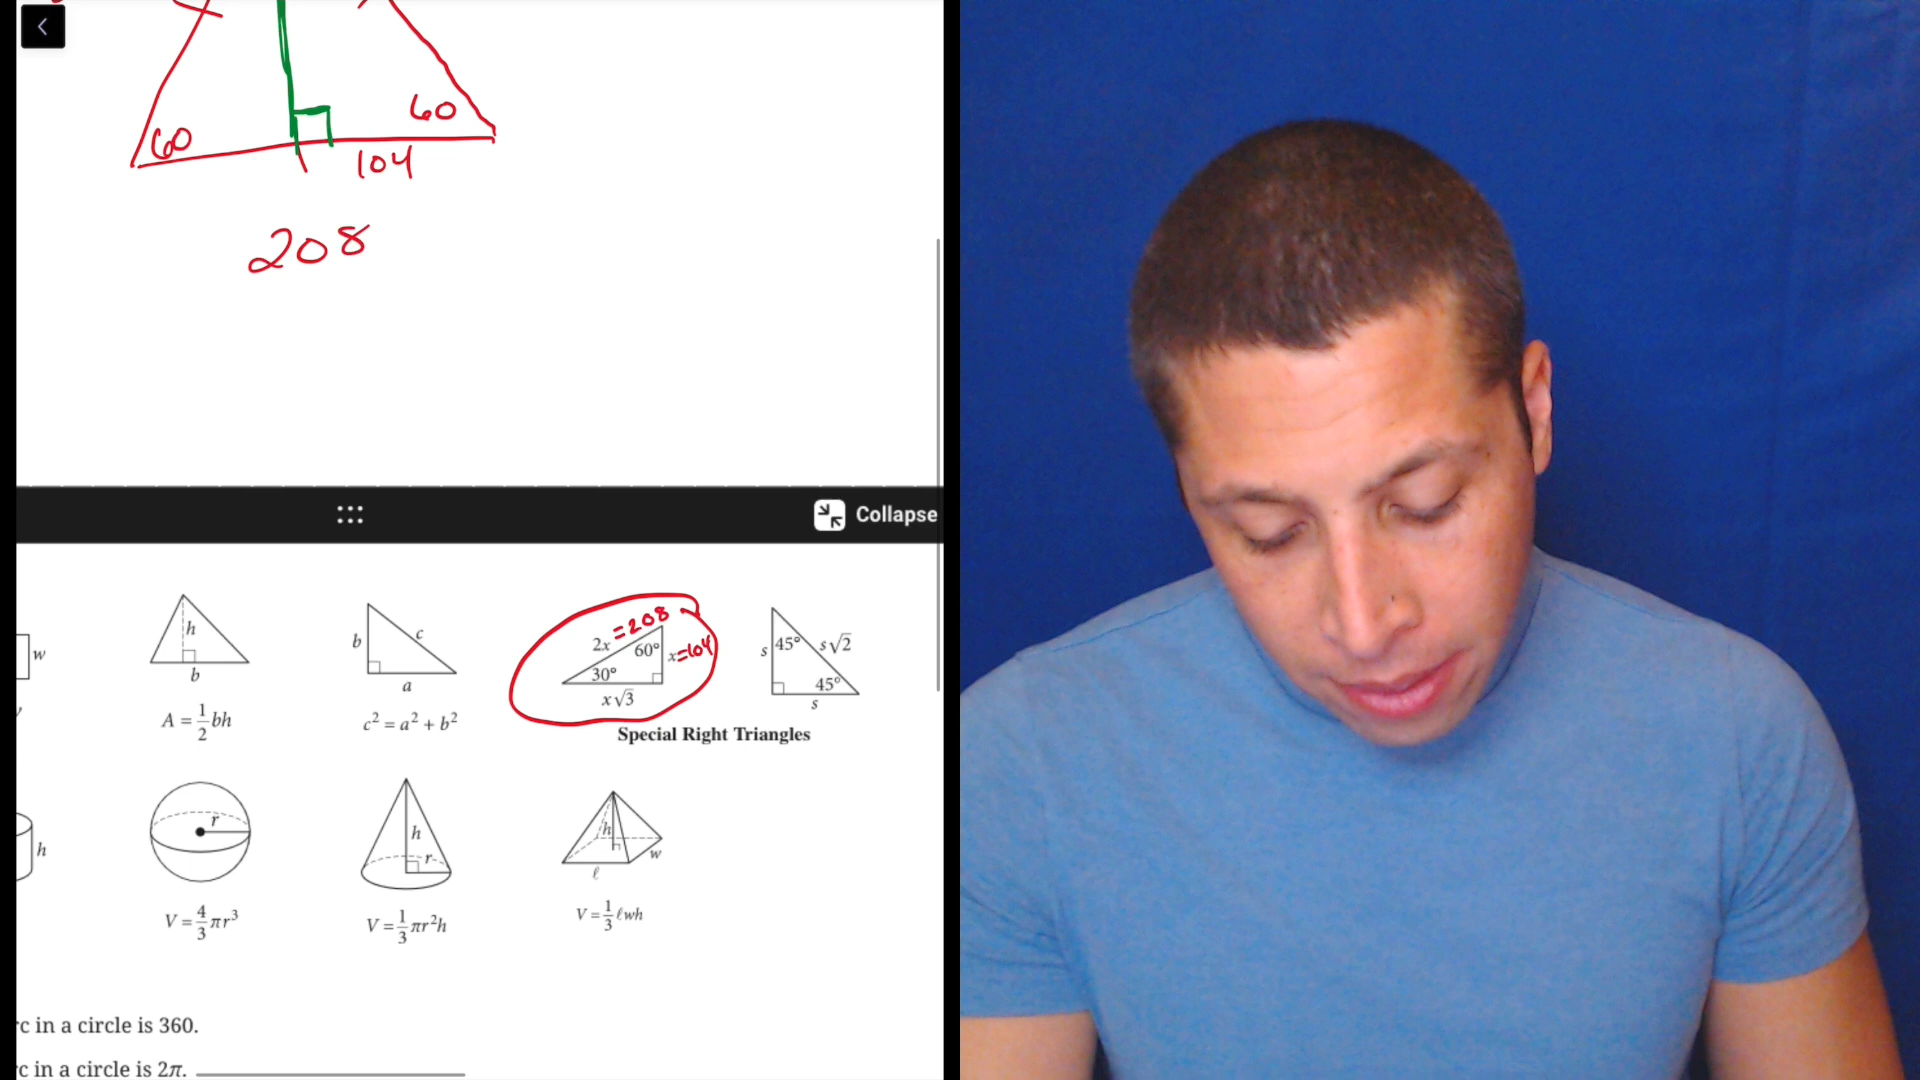 60
60
104
208
Collapse
h
b
A = 1/2 bh
b
c
a
c² = a² + b²
2x = 208
60°
x = 104
30°
x√3
45°
s√2
s
45°
s
Special Right Triangles
w
h
r
V = 4/3 πr³
h
r
V = 1/3 πr²h
h
w
ℓ
V = 1/3 ℓwh
c in a circle is 360.
c in a circle is 2π.